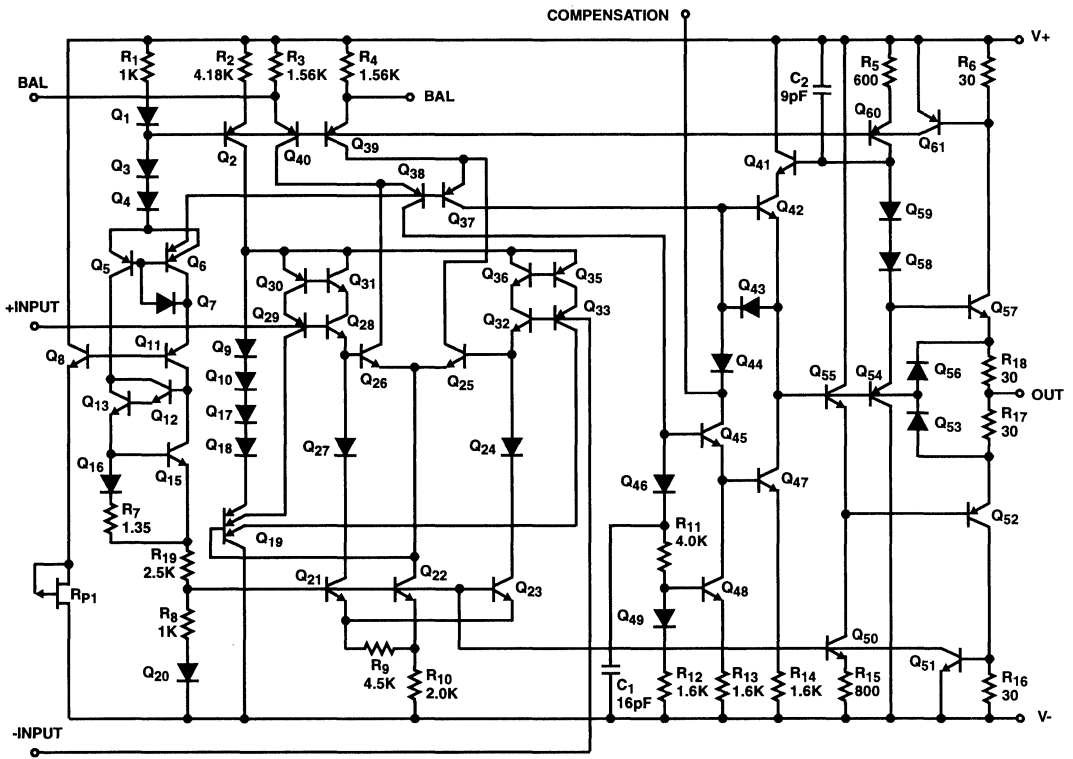 COMPENSATION
V+
R1
1K
R2
4.18K
R3
1.56K
R4
1.56K
C2
9pF
R5
600
R6
30
BAL
BAL
Q1
Q2
Q40
Q39
Q60
Q61
Q3
Q4
Q38
Q37
Q41
Q42
Q59
Q58
Q5
Q6
Q7
Q30
Q31
Q36
Q35
Q43
Q57
+INPUT
Q29
Q28
Q32
Q33
Q8
Q11
Q9
Q10
Q17
Q18
Q26
Q25
Q44
Q55
Q54
Q56
R18
30
OUT
Q13
Q12
Q53
R17
30
Q16
Q15
Q27
Q24
Q45
Q46
Q47
R7
1.35
Q19
R11
4.0K
Q52
R19
2.5K
RP1
Q21
Q22
Q23
Q48
R8
1K
Q49
Q50
Q51
Q20
R9
4.5K
R10
2.0K
C1
16pF
R12
1.6K
R13
1.6K
R14
1.6K
R15
800
R16
30
V-
-INPUT